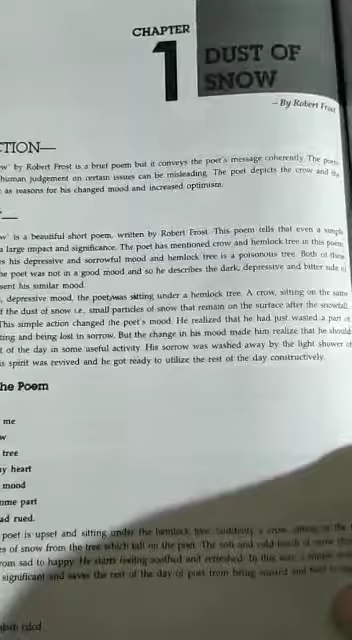 CHAPTER
1
DUST OF
SNOW
– By Robert Frost
CTION—
w' by Robert Frost is a brief poem but it conveys the poet's message coherently. The
human judgement on certain issues can be misleading. The poet depicts the crow and the
as reasons for his changed mood and increased optimism.
w' is a beautiful short poem, written by Robert Frost. This poem tells that even a simple
a large impact and significance. The poet has mentioned crow and hemlock tree in this poem.
s his depressive and sorrowful mood and hemlock tree is a poisonous tree. Both of these
he poet was not in a good mood and so he describes the dark, depressive and bitter side of
sent his similar mood.
, depressive mood, the poet was sitting under a hemlock tree. A crow, sitting on the same
f the dust of snow i.e., small particles of snow that remain on the surface after the snowfall,
This simple action changed the poet's mood. He realized that he had just wasted a part of
ting and being lost in sorrow. But the change in his mood made him realize that he should
t of the day in some useful activity. His sorrow was washed away by the light shower of
is spirit was revived and he got ready to utilize the rest of the day constructively.
he Poem
me
w
tree
y heart
mood
ome part
ad rued.
poet is upset and sitting under the hemlock tree. Suddenly a crow, sitting on the
es of snow from the tree which fall on the poet. The soft and cold touch of snow
rom sad to happy. He starts feeling soothed and refreshed. In this way, a simple
significant and saves the rest of the day of poet from being wasted and